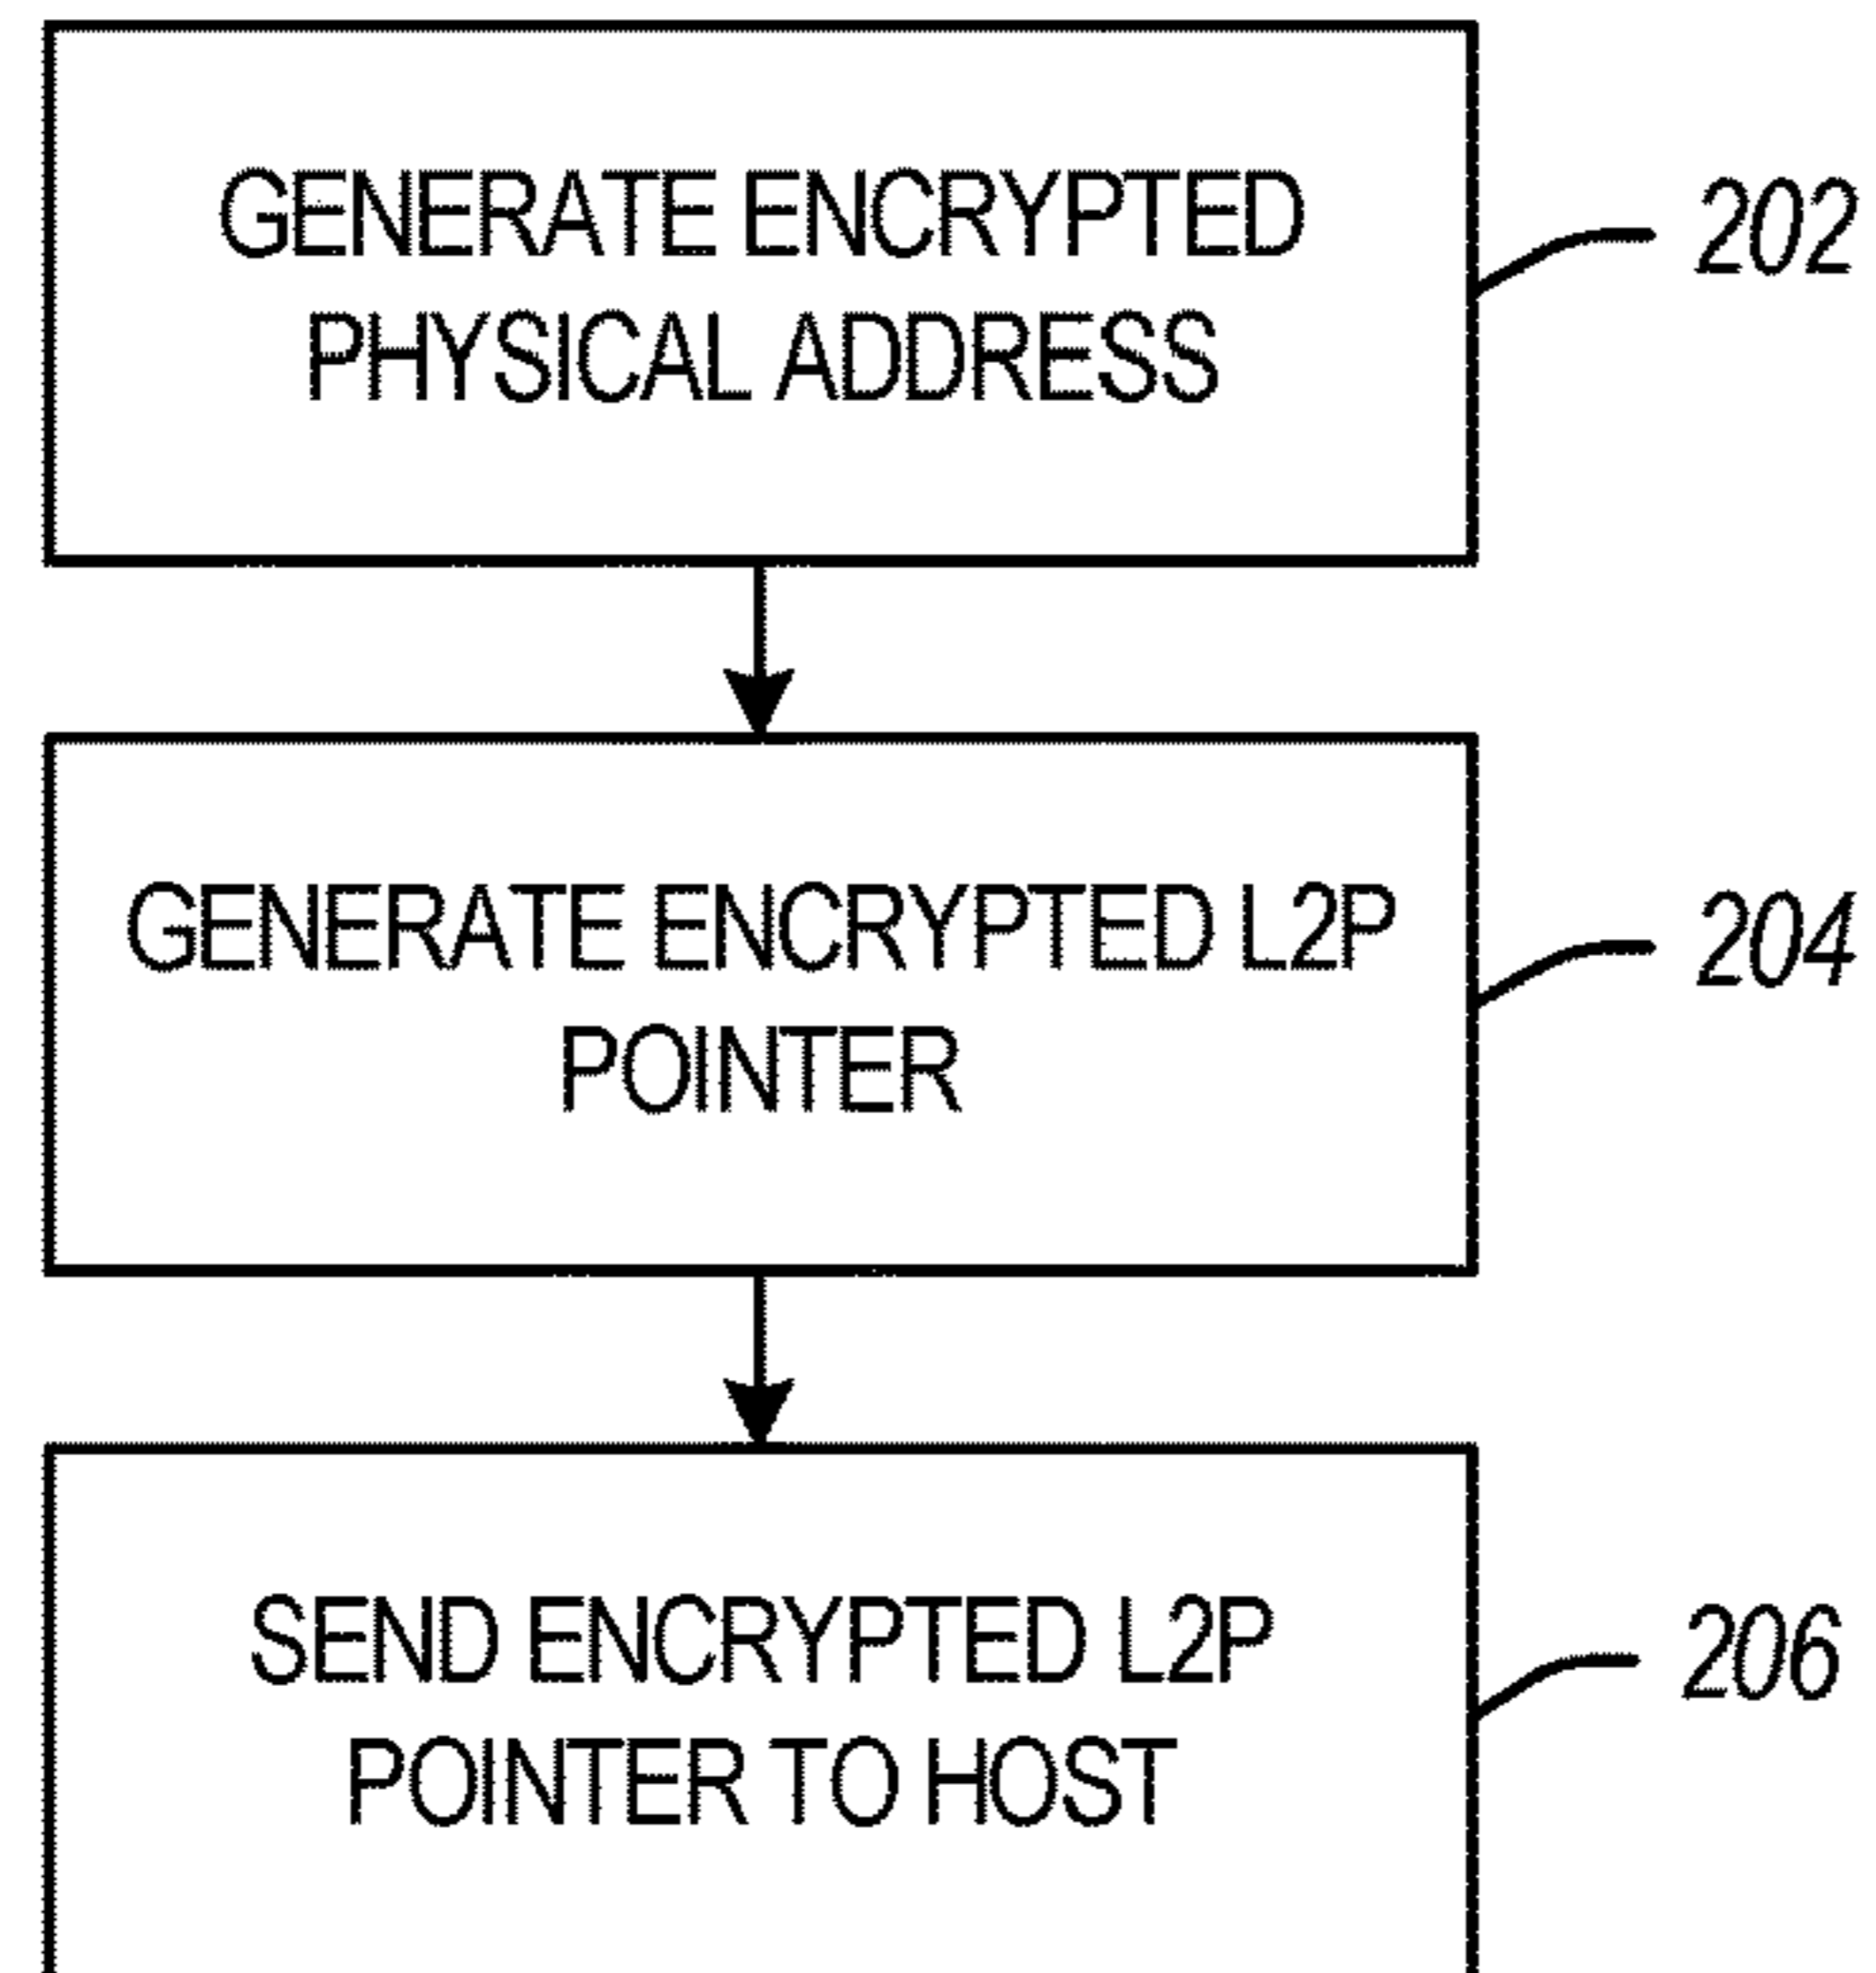 GENERATE ENCRYPTED
PHYSICAL ADDRESS
202
GENERATE ENCRYPTED L2P
POINTER
204
SEND ENCRYPTED L2P
POINTER TO HOST
206